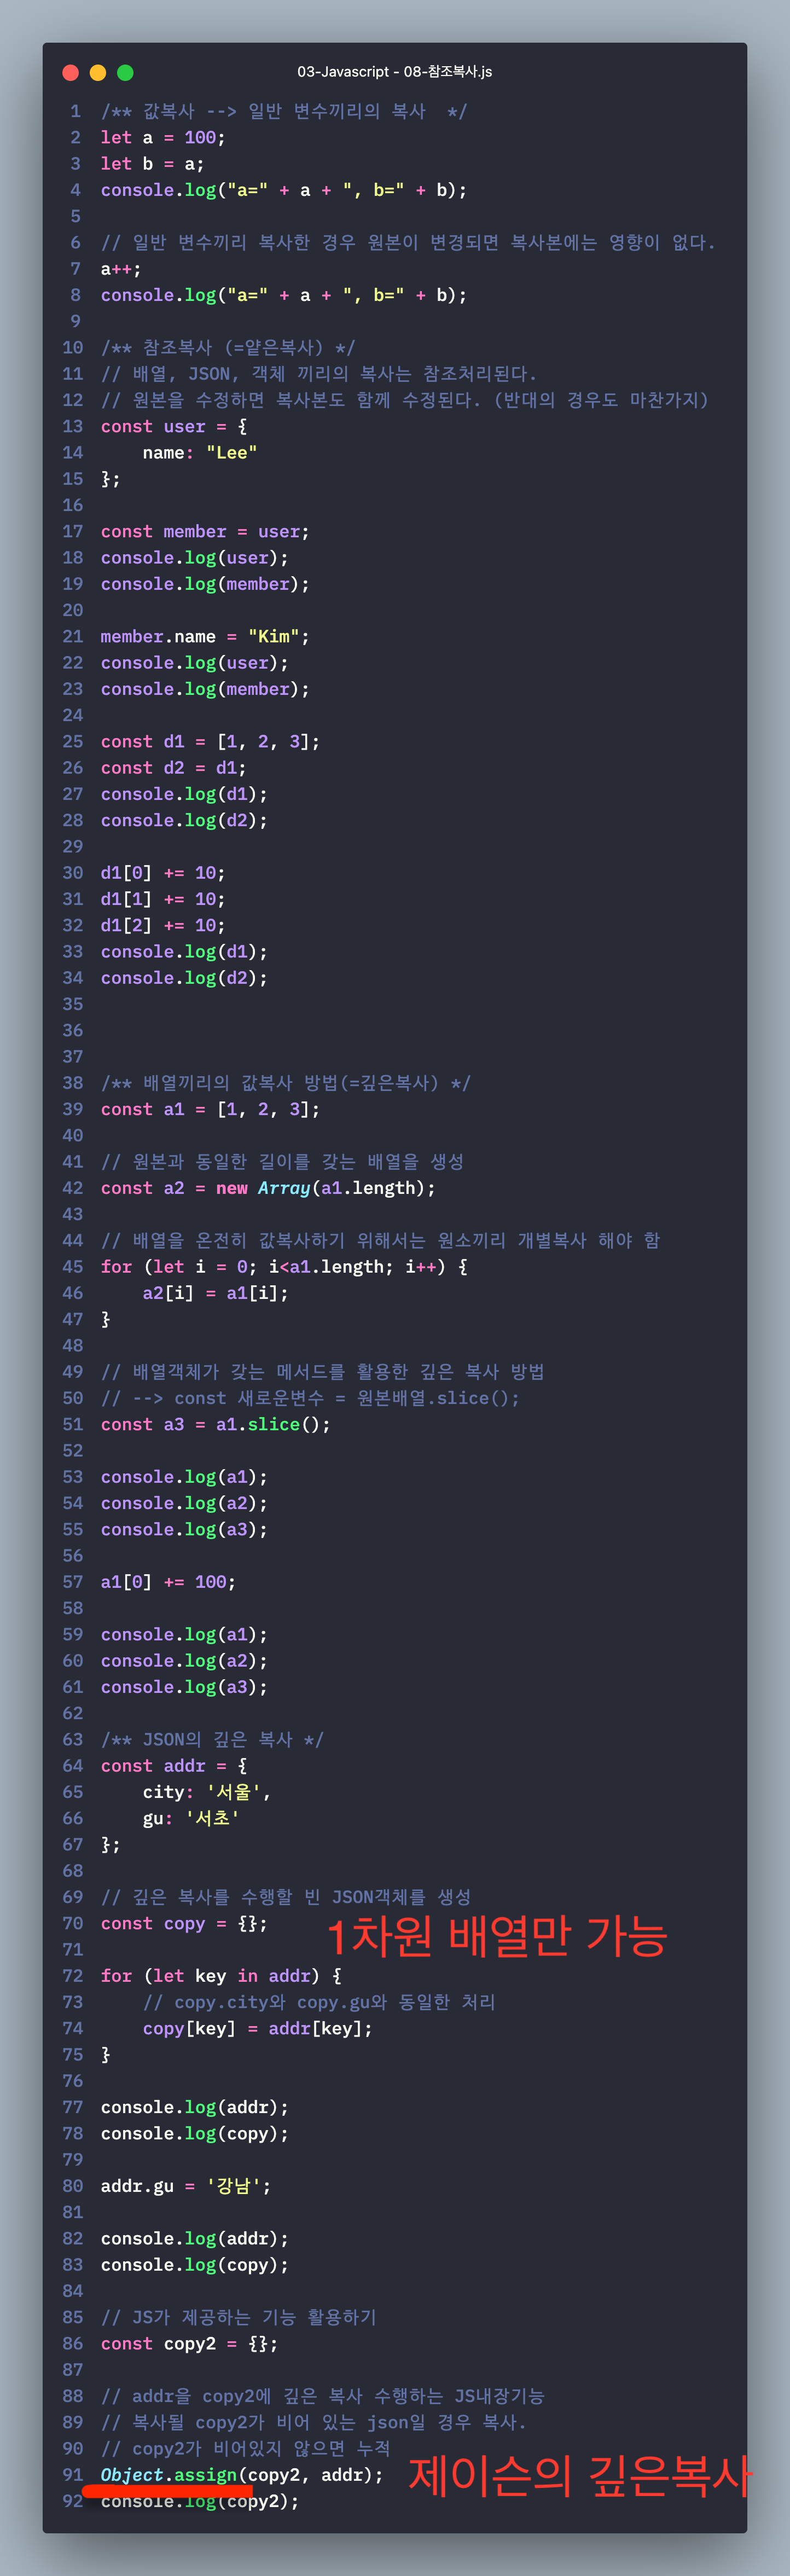 03-Javascript - 08-참조복사.js
1 /** 값복사 --> 일반 변수끼리의 복사  */
2 let a = 100;
3 let b = a;
4 console.log("a=" + a + ", b=" + b);
5
6 // 일반 변수끼리 복사한 경우 원본이 변경되면 복사본에는 영향이 없다.
7 a++;
8 console.log("a=" + a + ", b=" + b);
9
10 /** 참조복사 (=얕은복사) */
11 // 배열, JSON, 객체 끼리의 복사는 참조처리된다.
12 // 원본을 수정하면 복사본도 함께 수정된다. (반대의 경우도 마찬가지)
13 const user = {
14     name: "Lee"
15 };
16
17 const member = user;
18 console.log(user);
19 console.log(member);
20
21 member.name = "Kim";
22 console.log(user);
23 console.log(member);
24
25 const d1 = [1, 2, 3];
26 const d2 = d1;
27 console.log(d1);
28 console.log(d2);
29
30 d1[0] += 10;
31 d1[1] += 10;
32 d1[2] += 10;
33 console.log(d1);
34 console.log(d2);
35
36
37
38 /** 배열끼리의 값복사 방법(=깊은복사) */
39 const a1 = [1, 2, 3];
40
41 // 원본과 동일한 길이를 갖는 배열을 생성
42 const a2 = new Array(a1.length);
43
44 // 배열을 온전히 값복사하기 위해서는 원소끼리 개별복사 해야 함
45 for (let i = 0; i<a1.length; i++) {
46     a2[i] = a1[i];
47 }
48
49 // 배열객체가 갖는 메서드를 활용한 깊은 복사 방법
50 // --> const 새로운변수 = 원본배열.slice();
51 const a3 = a1.slice();
52
53 console.log(a1);
54 console.log(a2);
55 console.log(a3);
56
57 a1[0] += 100;
58
59 console.log(a1);
60 console.log(a2);
61 console.log(a3);
62
63 /** JSON의 깊은 복사 */
64 const addr = {
65     city: '서울',
66     gu: '서초'
67 };
68
69 // 깊은 복사를 수행할 빈 JSON객체를 생성
70 const copy = {};
1차원 배열만 가능
71
72 for (let key in addr) {
73     // copy.city와 copy.gu와 동일한 처리
74     copy[key] = addr[key];
75 }
76
77 console.log(addr);
78 console.log(copy);
79
80 addr.gu = '강남';
81
82 console.log(addr);
83 console.log(copy);
84
85 // JS가 제공하는 기능 활용하기
86 const copy2 = {};
87
88 // addr을 copy2에 깊은 복사 수행하는 JS내장기능
89 // 복사될 copy2가 비어 있는 json일 경우 복사.
90 // copy2가 비어있지 않으면 누적
91 Object.assign(copy2, addr);
제이슨의 깊은복사
92 console.log(copy2);